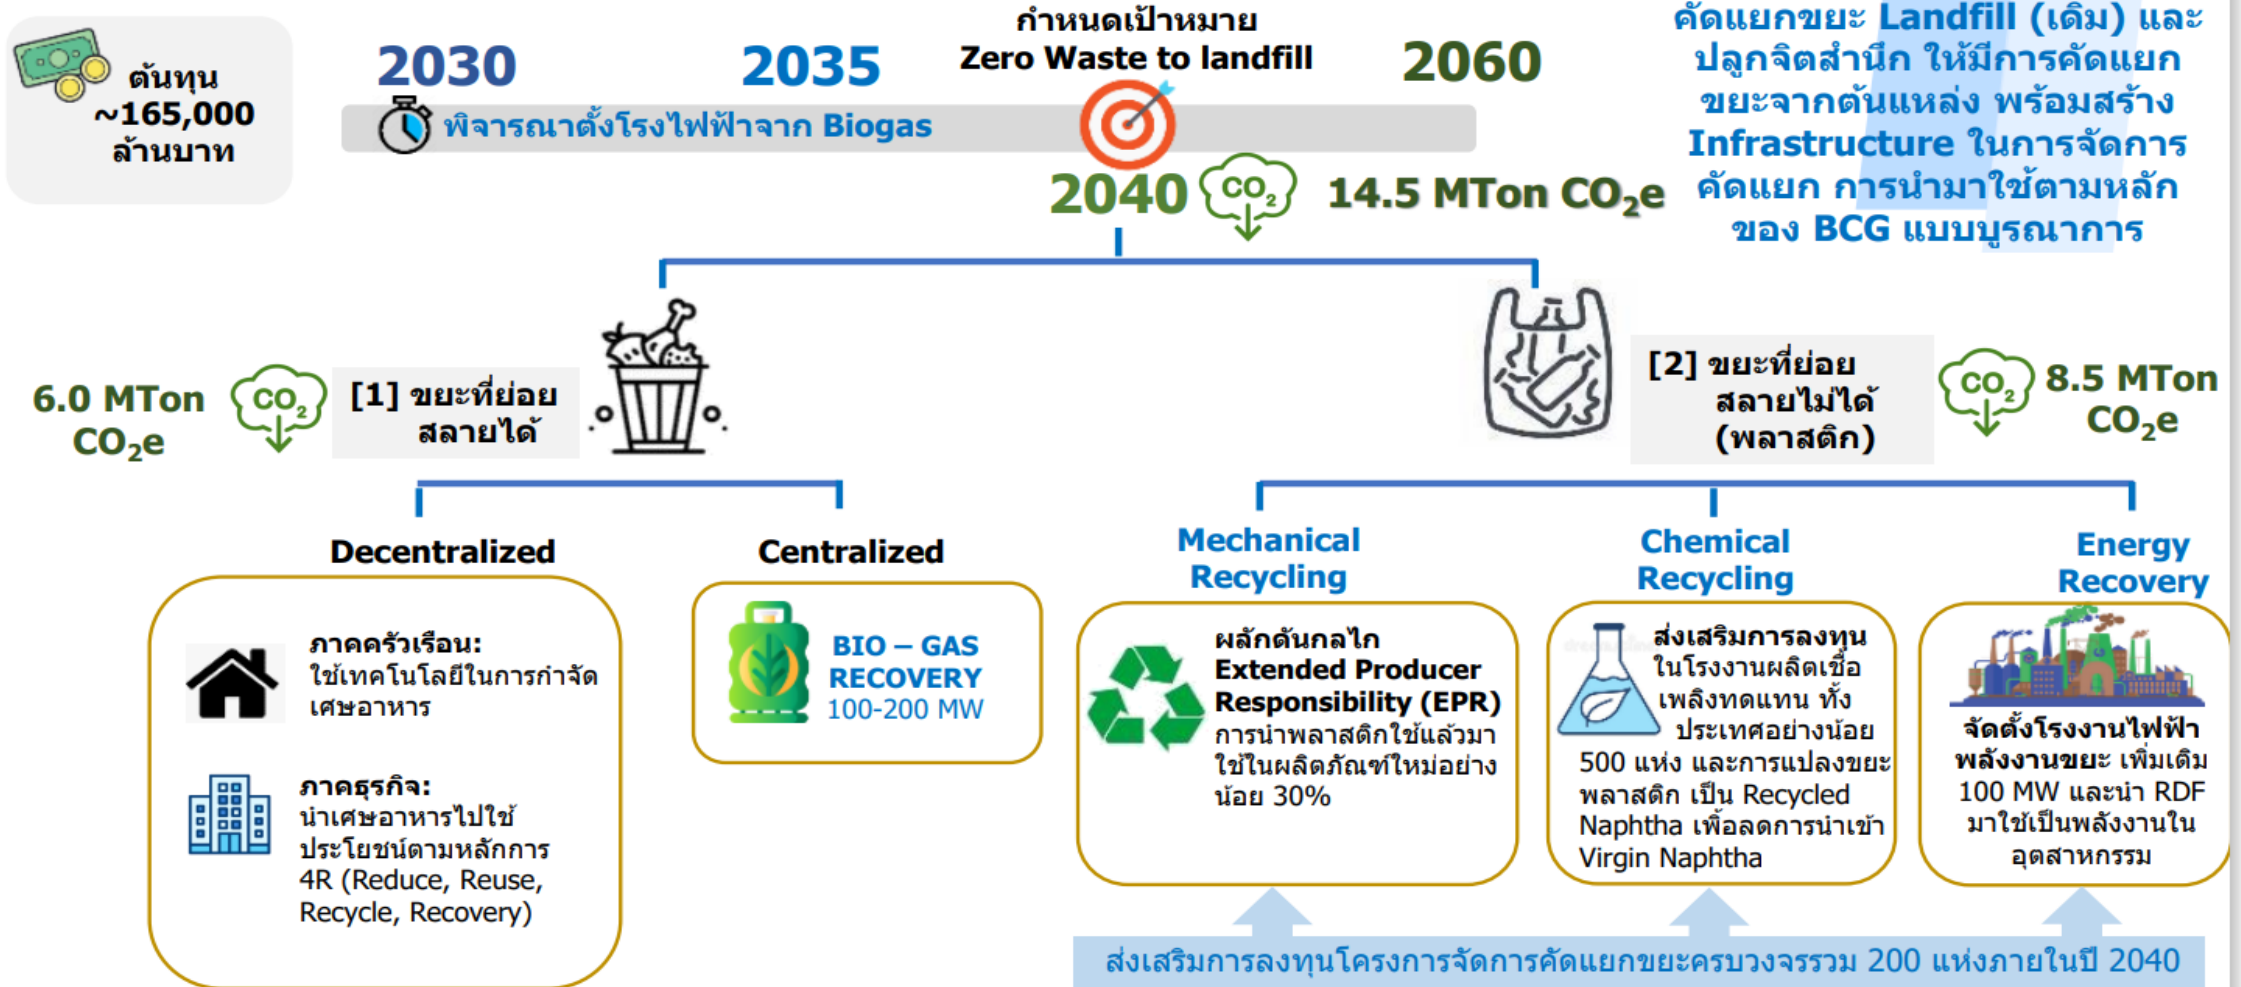 ต้นทุน
~165,000
ล้านบาท
2030
2035
กำหนดเป้าหมาย
Zero Waste to landfill
2060
พิจารณาตั้งโรงไฟฟ้าจาก Biogas
2040
CO2
14.5 MTon CO2e
คัดแยกขยะ Landfill (เดิม) และ
ปลูกจิตสำนึก ให้มีการคัดแยก
ขยะจากต้นแหล่ง พร้อมสร้าง
Infrastructure ในการจัดการ
คัดแยก การนำมาใช้ตามหลัก
ของ BCG แบบบูรณาการ
6.0 MTon
CO2e
CO2
[1] ขยะที่ย่อย
สลายได้
[2] ขยะที่ย่อย
สลายไม่ได้
(พลาสติก)
CO2
8.5 MTon
CO2e
Decentralized
ภาคครัวเรือน:
ใช้เทคโนโลยีในการกำจัด
เศษอาหาร
ภาคธุรกิจ:
นำเศษอาหารไปใช้
ประโยชน์ตามหลักการ
4R (Reduce, Reuse,
Recycle, Recovery)
Centralized
BIO – GAS
RECOVERY
100-200 MW
Mechanical
Recycling
ผลักดันกลไก
Extended Producer
Responsibility (EPR)
การนำพลาสติกใช้แล้วมา
ใช้ในผลิตภัณฑ์ใหม่อย่าง
น้อย 30%
Chemical
Recycling
ส่งเสริมการลงทุน
ในโรงงานผลิตเชื้อ
เพลิงทดแทน ทั้ง
ประเทศอย่างน้อย
500 แห่ง และการแปลงขยะ
พลาสติก เป็น Recycled
Naphtha เพื่อลดการนำเข้า
Virgin Naphtha
Energy
Recovery
จัดตั้งโรงงานไฟฟ้า
พลังงานขยะ เพิ่มเติม
100 MW และนำ RDF
มาใช้เป็นพลังงานใน
อุตสาหกรรม
ส่งเสริมการลงทุนโครงการจัดการคัดแยกขยะครบวงจรรวม 200 แห่งภายในปี 2040